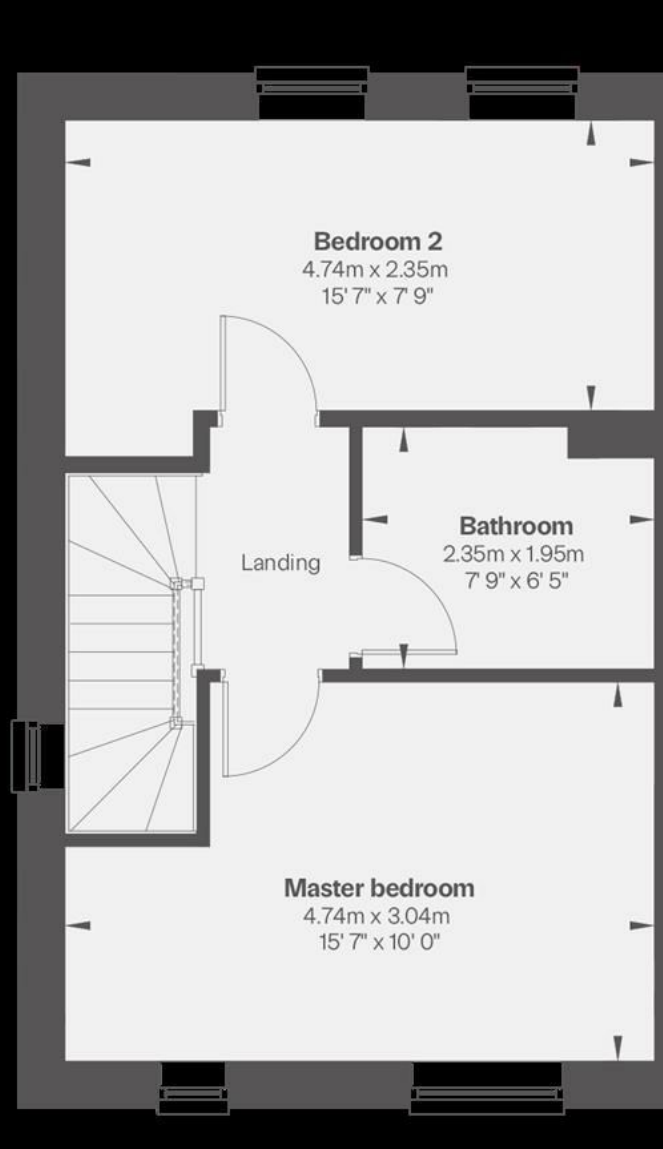 Bedroom 2
4.74m x 2.35m
15' 7" x 7' 9"
Landing
Bathroom
2.35m x 1.95m
7' 9" x 6' 5"
Master bedroom
4.74m x 3.04m
15' 7" x 10' 0"